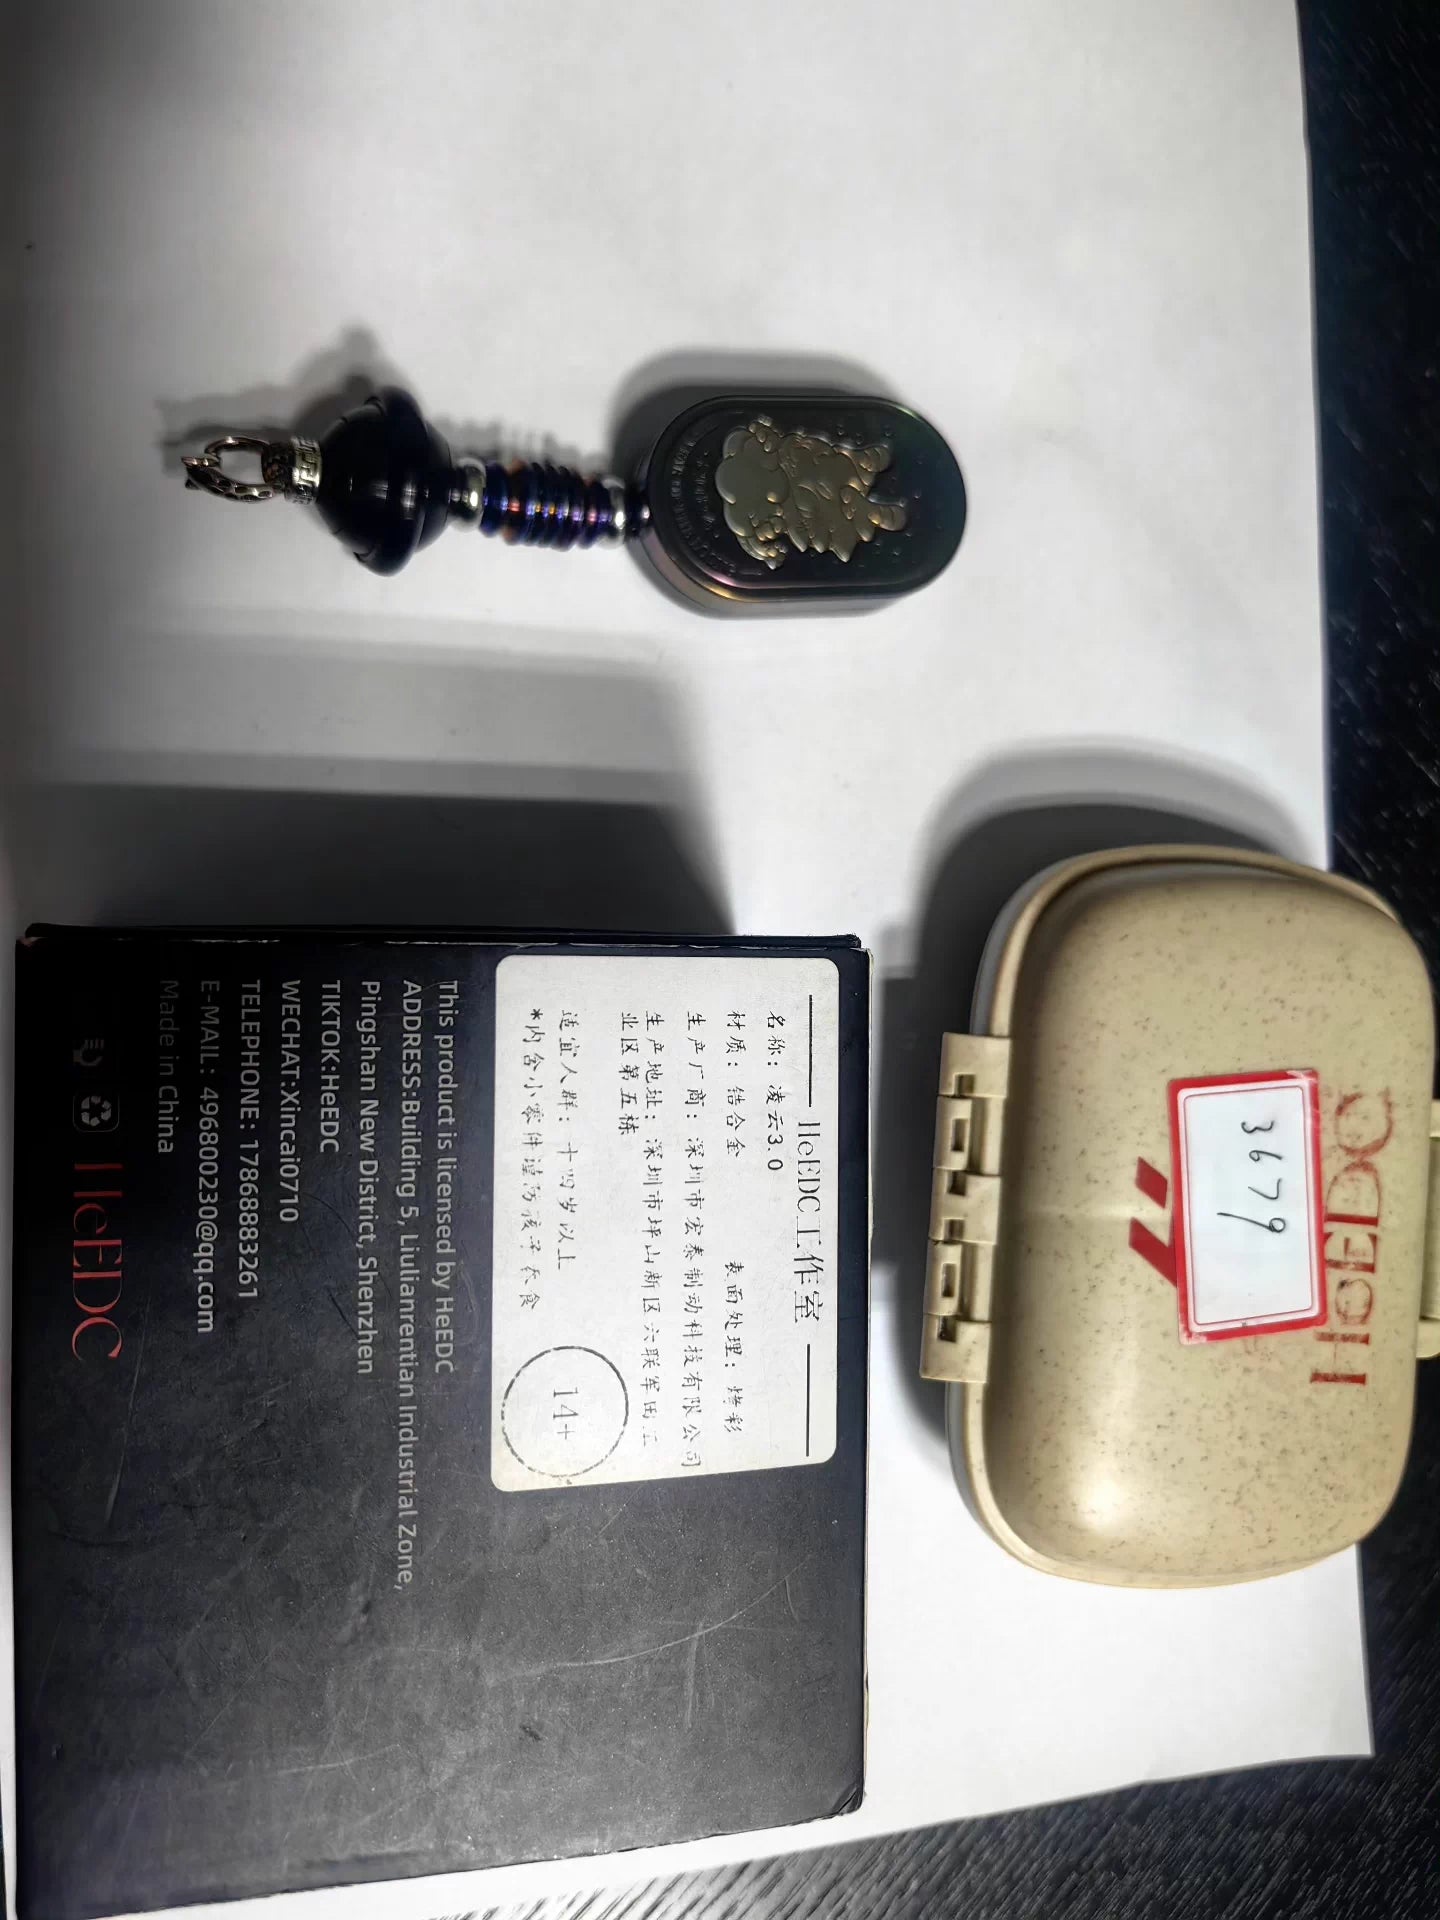 HeEDC工作室
名称：凌云3.0
材质：锆合金 表面处理：烤彩
生产厂商：深圳市宏泰制动科技有限公司
生产地址：深圳市坪山新区六联军田工
业区第五栋
适宜人群：十四岁以上
*内含小零件谨防孩子吞食
14+
This product is licensed by HeEDC
ADDRESS:Building 5, Liulianrentian Industrial Zone,
Pingshan New District, Shenzhen
TIKTOK:HeEDC
WECHAT:Xincai0710
TELEPHONE: 17868883261
E-MAIL: 496800230@qq.com
Made in China
HeEDC
3679
HeEDC